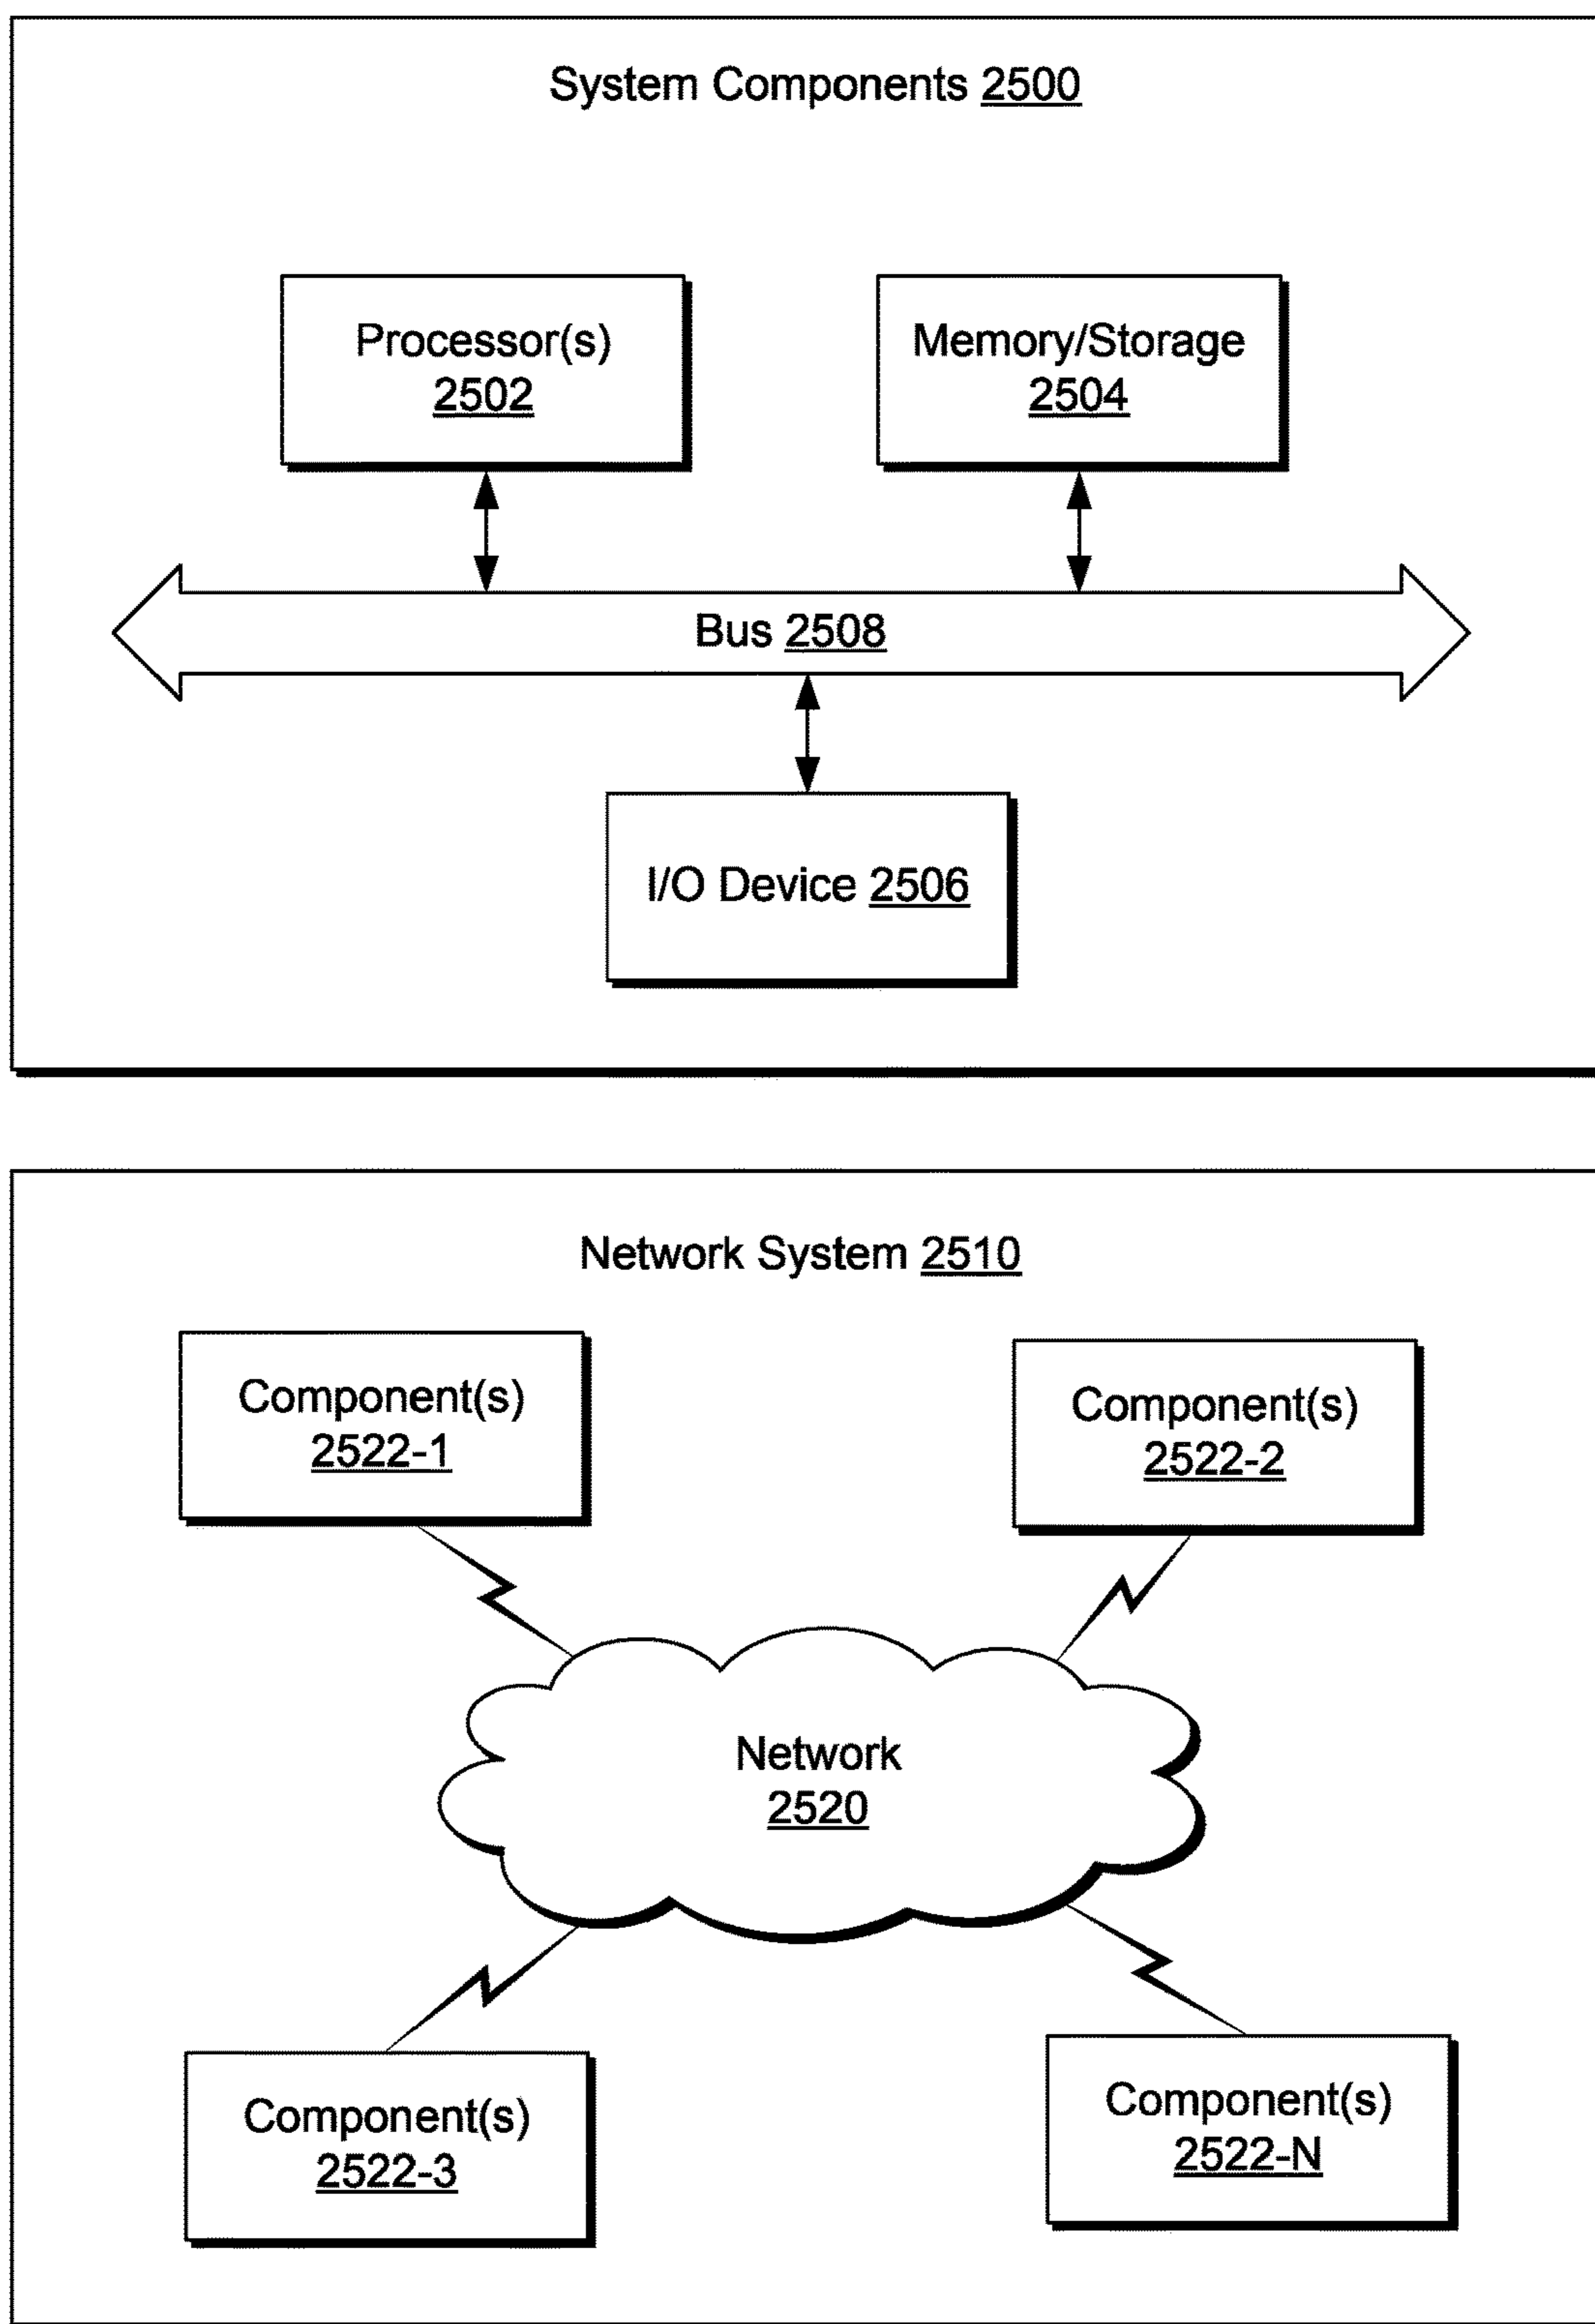 System Components 2500
Processor(s)
2502
Memory/Storage
2504
Bus 2508
I/O Device 2506
Network System 2510
Component(s)
2522-1
Component(s)
2522-2
Network
2520
Component(s)
2522-3
Component(s)
2522-N